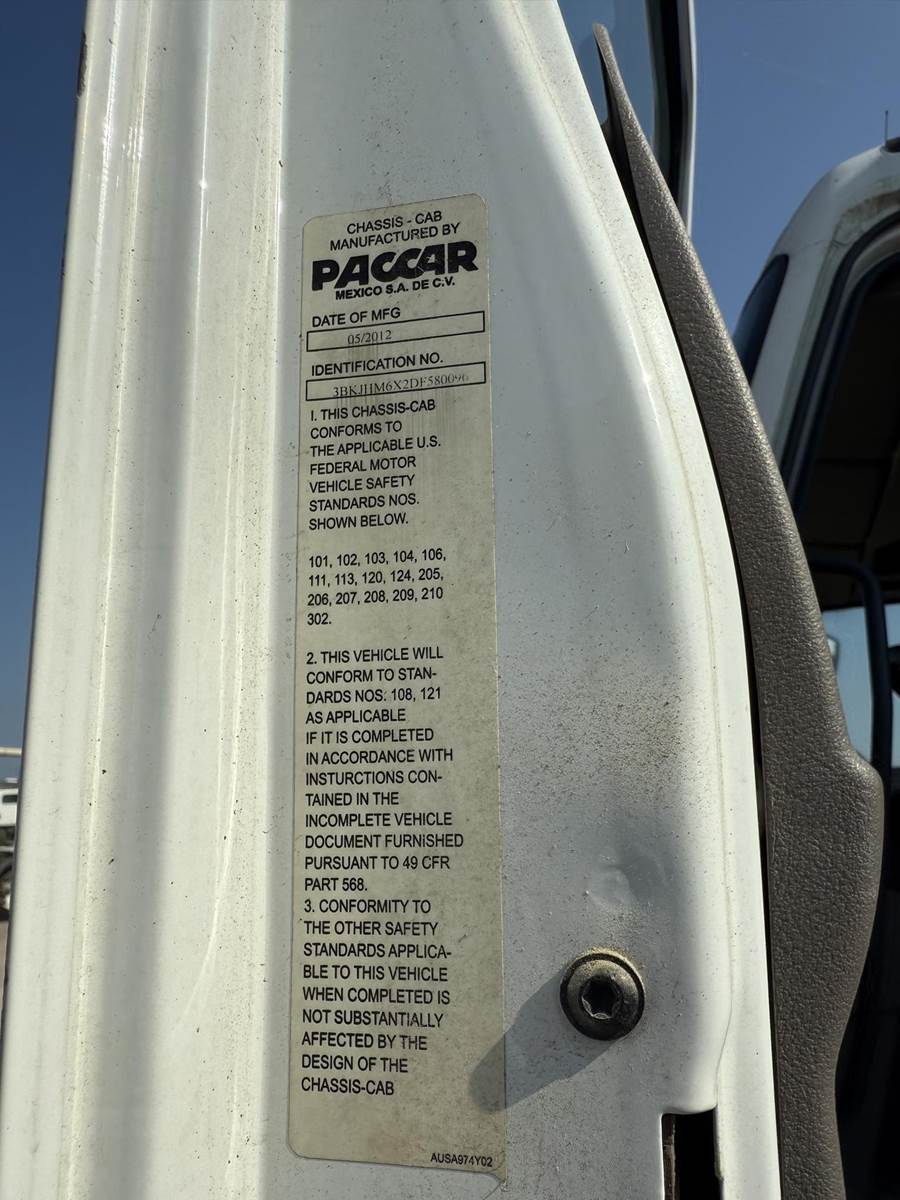 CHASSIS - CAB
MANUFACTURED BY
PACCAR
MEXICO S.A. DE C.V.
DATE OF MFG
05/2012
IDENTIFICATION NO.
3BKJHM6X2DF580096
1. THIS CHASSIS-CAB
CONFORMS TO
THE APPLICABLE U.S.
FEDERAL MOTOR
VEHICLE SAFETY
STANDARDS NOS.
SHOWN BELOW.
101, 102, 103, 104, 106,
111, 113, 120, 124, 205,
206, 207, 208, 209, 210
302.
2. THIS VEHICLE WILL
CONFORM TO STAN-
DARDS NOS: 108, 121
AS APPLICABLE
IF IT IS COMPLETED
IN ACCORDANCE WITH
INSTURCTIONS CON-
TAINED IN THE
INCOMPLETE VEHICLE
DOCUMENT FURNISHED
PURSUANT TO 49 CFR
PART 568.
3. CONFORMITY TO
THE OTHER SAFETY
STANDARDS APPLICA-
BLE TO THIS VEHICLE
WHEN COMPLETED IS
NOT SUBSTANTIALLY
AFFECTED BY THE
DESIGN OF THE
CHASSIS-CAB
AUSA974Y02